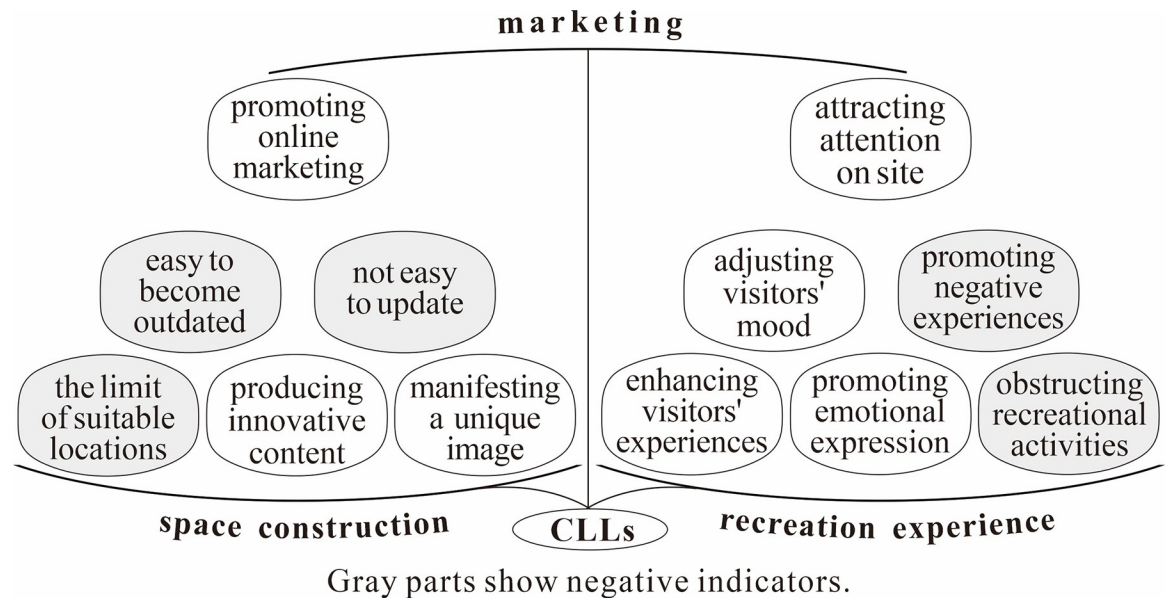 marketing
promoting
online
marketing
attracting
attention
on site
easy to
become
outdated
not easy
to update
adjusting
visitors'
mood
promoting
negative
experiences
the limit
of suitable
locations
producing
innovative
content
manifesting
a unique
image
enhancing
visitors'
experiences
promoting
emotional
expression
obstructing
recreational
activities
space construction
CLLs
recreation experience
Gray parts show negative indicators.